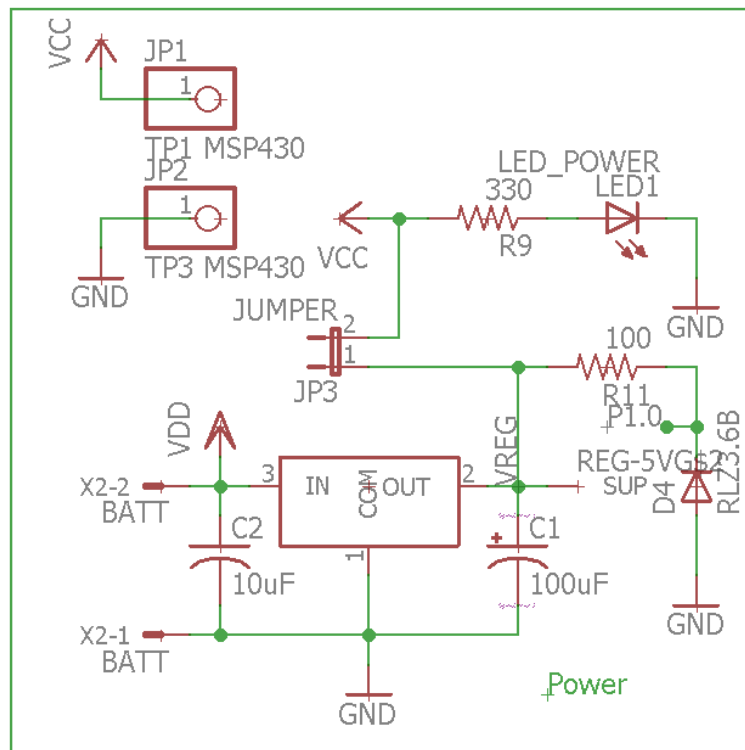 VCC
JP1
1
TP1 MSP430
JP2
1
TP3 MSP430
GND
LED_POWER
330
LED1
R9
VCC
GND
JUMPER
2
1
JP3
100
R11
P1.0
VREG
REG-5VG$2
SUP
D4
RLZ3.6B
GND
VDD
X2-2
BATT
3
IN
COM
OUT
2
1
C2
10uF
C1
100uF
X2-1
BATT
GND
Power